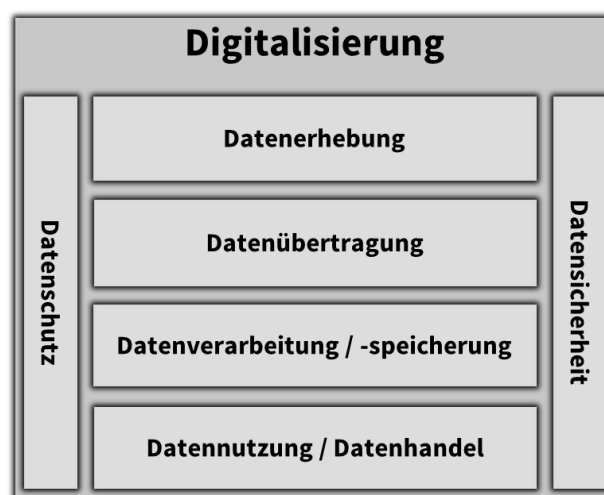 Digitalisierung
Datenschutz
Datenerhebung
Datenübertragung
Datenverarbeitung / -speicherung
Datennutzung / Datenhandel
Datensicherheit